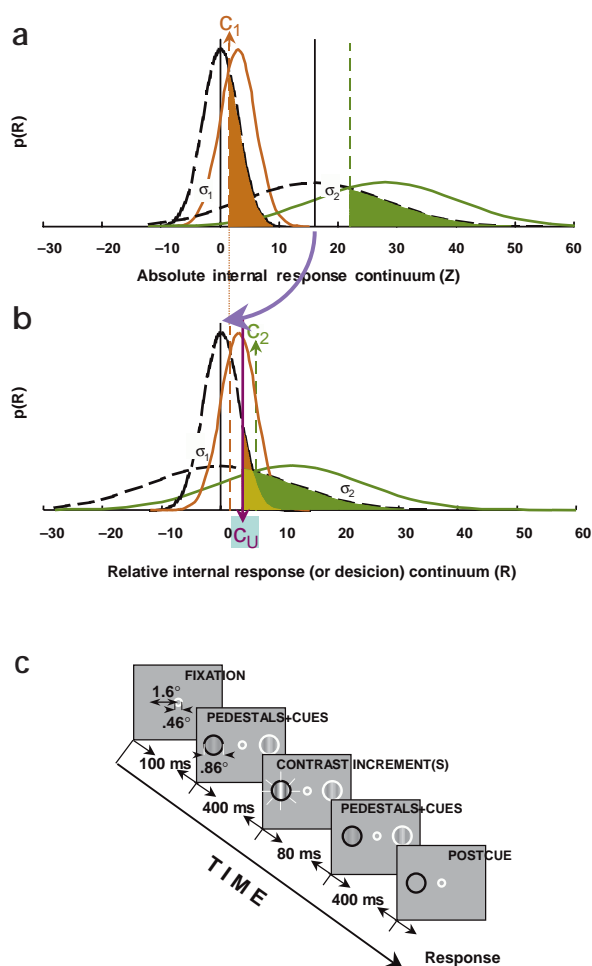 a
C1
p(R)
σ1
σ2
–30 –20 –10 0 10 20 30 40 50 60
Absolute internal response continuum (Z)
b
C2
p(R)
σ1
σ2
–30 –20 –10 0 10 20 30 40 50 60
CU
Relative internal response (or desicion) continuum (R)
c
FIXATION
1.6°
.46°
PEDESTALS+CUES
.86°
100 ms
CONTRAST INCREMENT(S)
400 ms
PEDESTALS+CUES
80 ms
POSTCUE
400 ms
TIME
Response